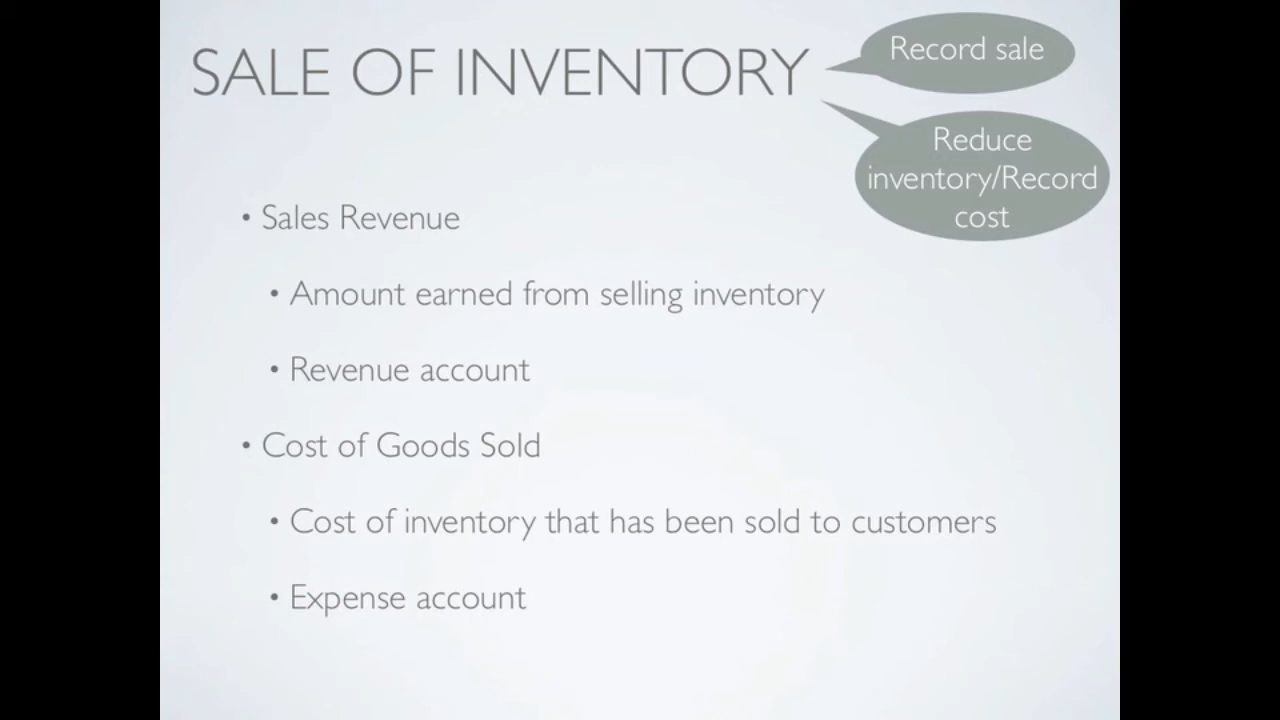 SALE OF INVENTORY
Record sale
Reduce
inventory/Record
cost
• Sales Revenue
• Amount earned from selling inventory
• Revenue account
• Cost of Goods Sold
• Cost of inventory that has been sold to customers
• Expense account